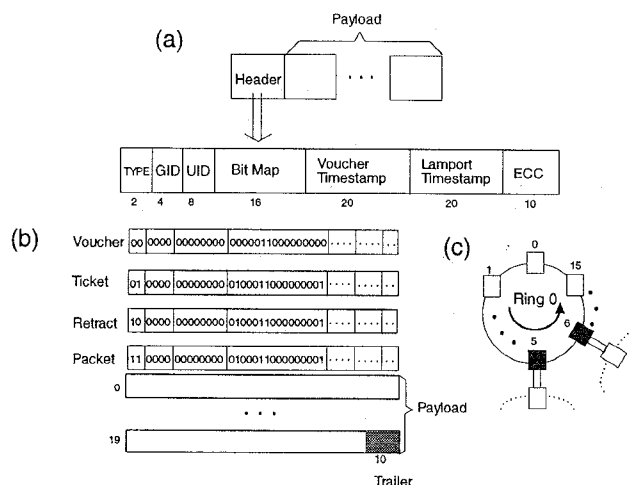 Payload
(a)
Header
. . .
TYPE GID UID Bit Map Voucher Timestamp Lamport Timestamp ECC
2 4 8 16 20 20 10
(b)
Voucher 00 0000 00000000 0000011000000000 .... .... ..
Ticket 01 0000 00000000 0100011000000001 .... .... ..
Retract 10 0000 00000000 0100011000000001 .... .... ..
Packet 11 0000 00000000 0100011000000001 .... .... ..
0
. . .
Payload
19
10
Trailer
(c)
0
1
15
Ring 0
6
5